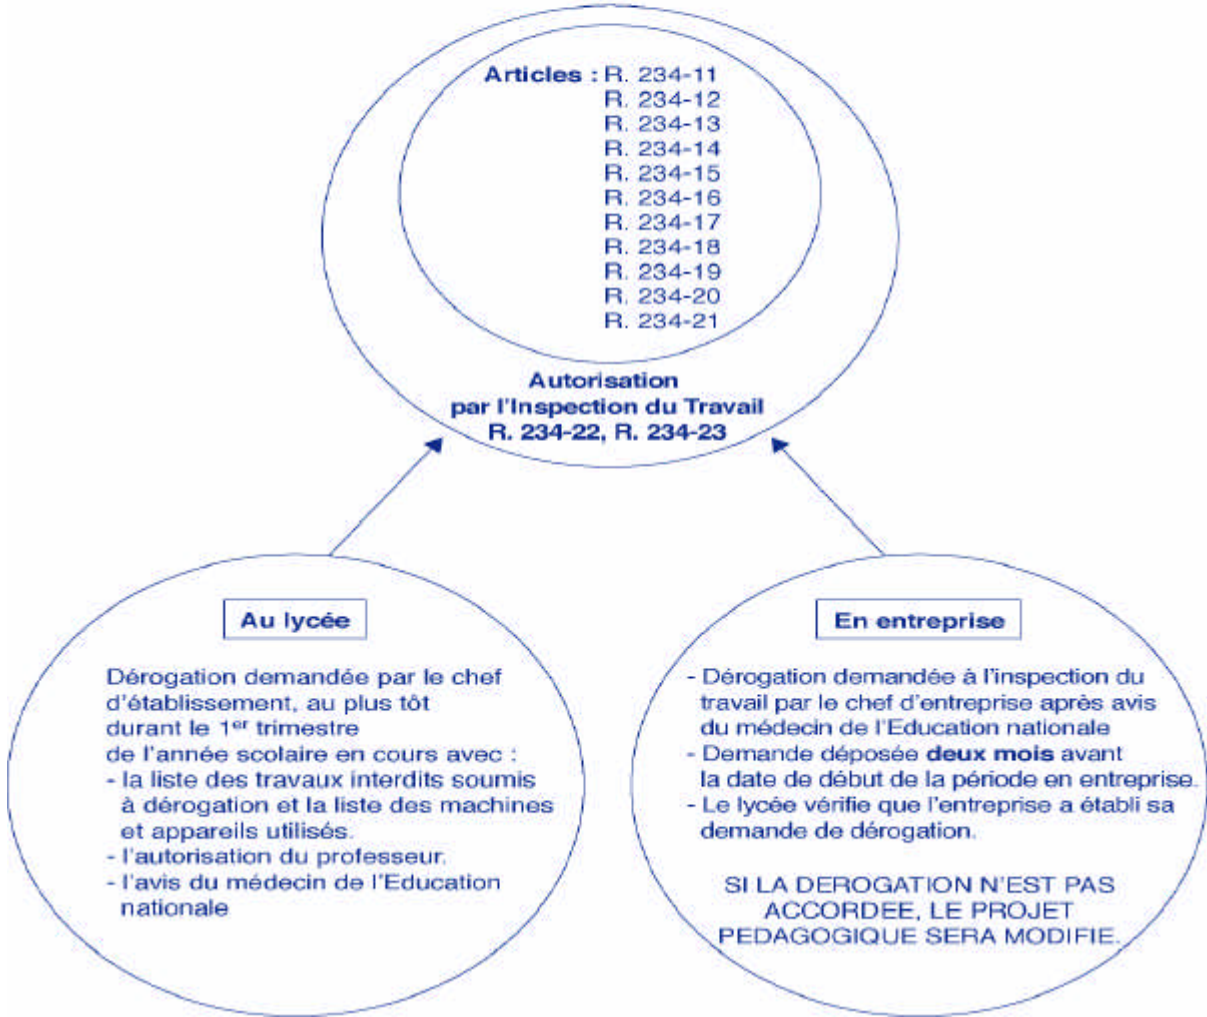 Articles : R. 234-11
R. 234-12
R. 234-13
R. 234-14
R. 234-15
R. 234-16
R. 234-17
R. 234-18
R. 234-19
R. 234-20
R. 234-21
Autorisation
par l'Inspection du Travail
R. 234-22, R. 234-23
Au lycée
Dérogation demandée par le chef
d'établissement, au plus tôt
durant le 1er trimestre
de l'année scolaire en cours avec :
- la liste des travaux interdits soumis
à dérogation et la liste des machines
et appareils utilisés.
- l'autorisation du professeur.
- l'avis du médecin de l'Education
nationale
En entreprise
- Dérogation demandée à l'inspection du
travail par le chef d'entreprise après avis
du médecin de l'Education nationale
- Demande déposée deux mois avant
la date de début de la période en entreprise.
- Le lycée vérifie que l'entreprise a établi sa
demande de dérogation.
SI LA DEROGATION N'EST PAS
ACCORDEE, LE PROJET
PEDAGOGIQUE SERA MODIFIE.